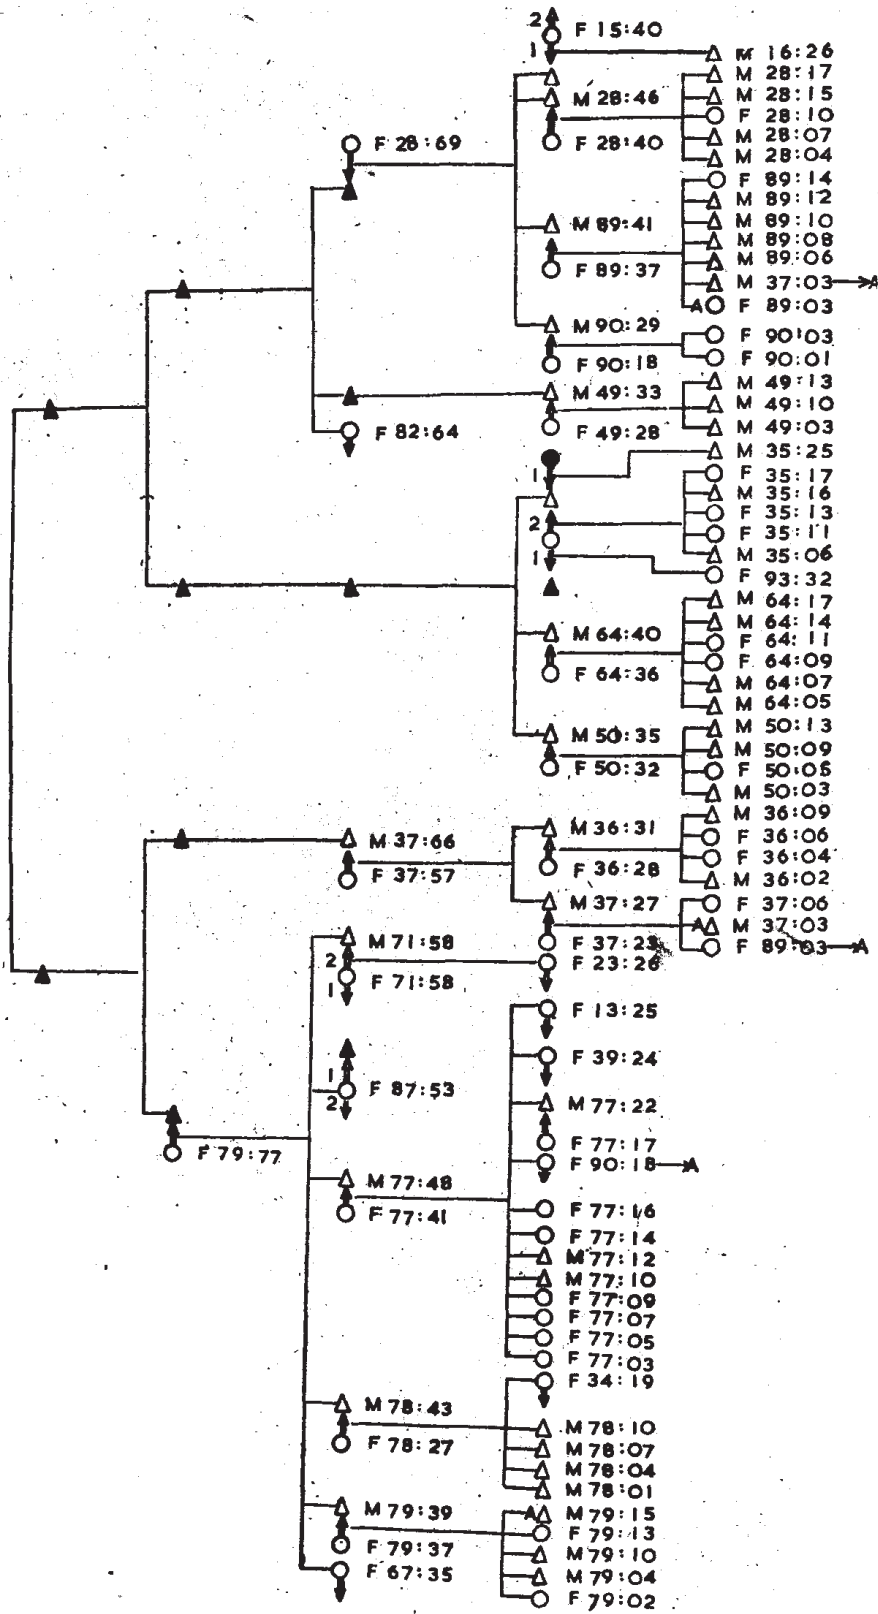 2
F 15:40
1
M 16:26
M 28:17
M 28:46
M 28:15
F 28:10
F 28:69
F 28:40
M 28:07
M 28:04
F 89:14
M 89:12
M 89:41
M 89:10
M 89:08
F 89:37
M 89:06
M 37:03 A
A F 89:03
M 90:29
F 90:03
F 90:18
F 90:01
M 49:33
M 49:13
M 49:10
F 82:64
F 49:28
M 49:03
M 35:25
1
F 35:17
M 35:16
2
F 35:13
F 35:11
1
M 35:06
F 93:32
M 64:17
M 64:40
M 64:14
F 64:11
F 64:36
F 64:09
M 64:07
M 64:05
M 50:35
M 50:13
M 50:09
F 50:32
F 50:05
M 50:03
M 37:66
M 36:31
M 36:09
F 36:06
F 37:57
F 36:28
F 36:04
M 36:02
M 37:27
F 37:06
A M 37:03
M 71:58
F 37:23
F 89:03 A
2
F 23:26
1
F 71:58
F 13:25
1
F 39:24
F 87:53
2
M 77:22
F 79:77
F 77:17
F 90:18 A
M 77:48
F 77:41
F 77:16
F 77:14
M 77:12
M 77:10
F 77:09
F 77:07
F 77:05
F 77:03
F 34:19
M 78:43
M 78:10
F 78:27
M 78:07
M 78:04
M 78:01
M 79:39
A M 79:15
F 79:13
F 79:37
M 79:10
F 67:35
M 79:04
F 79:02